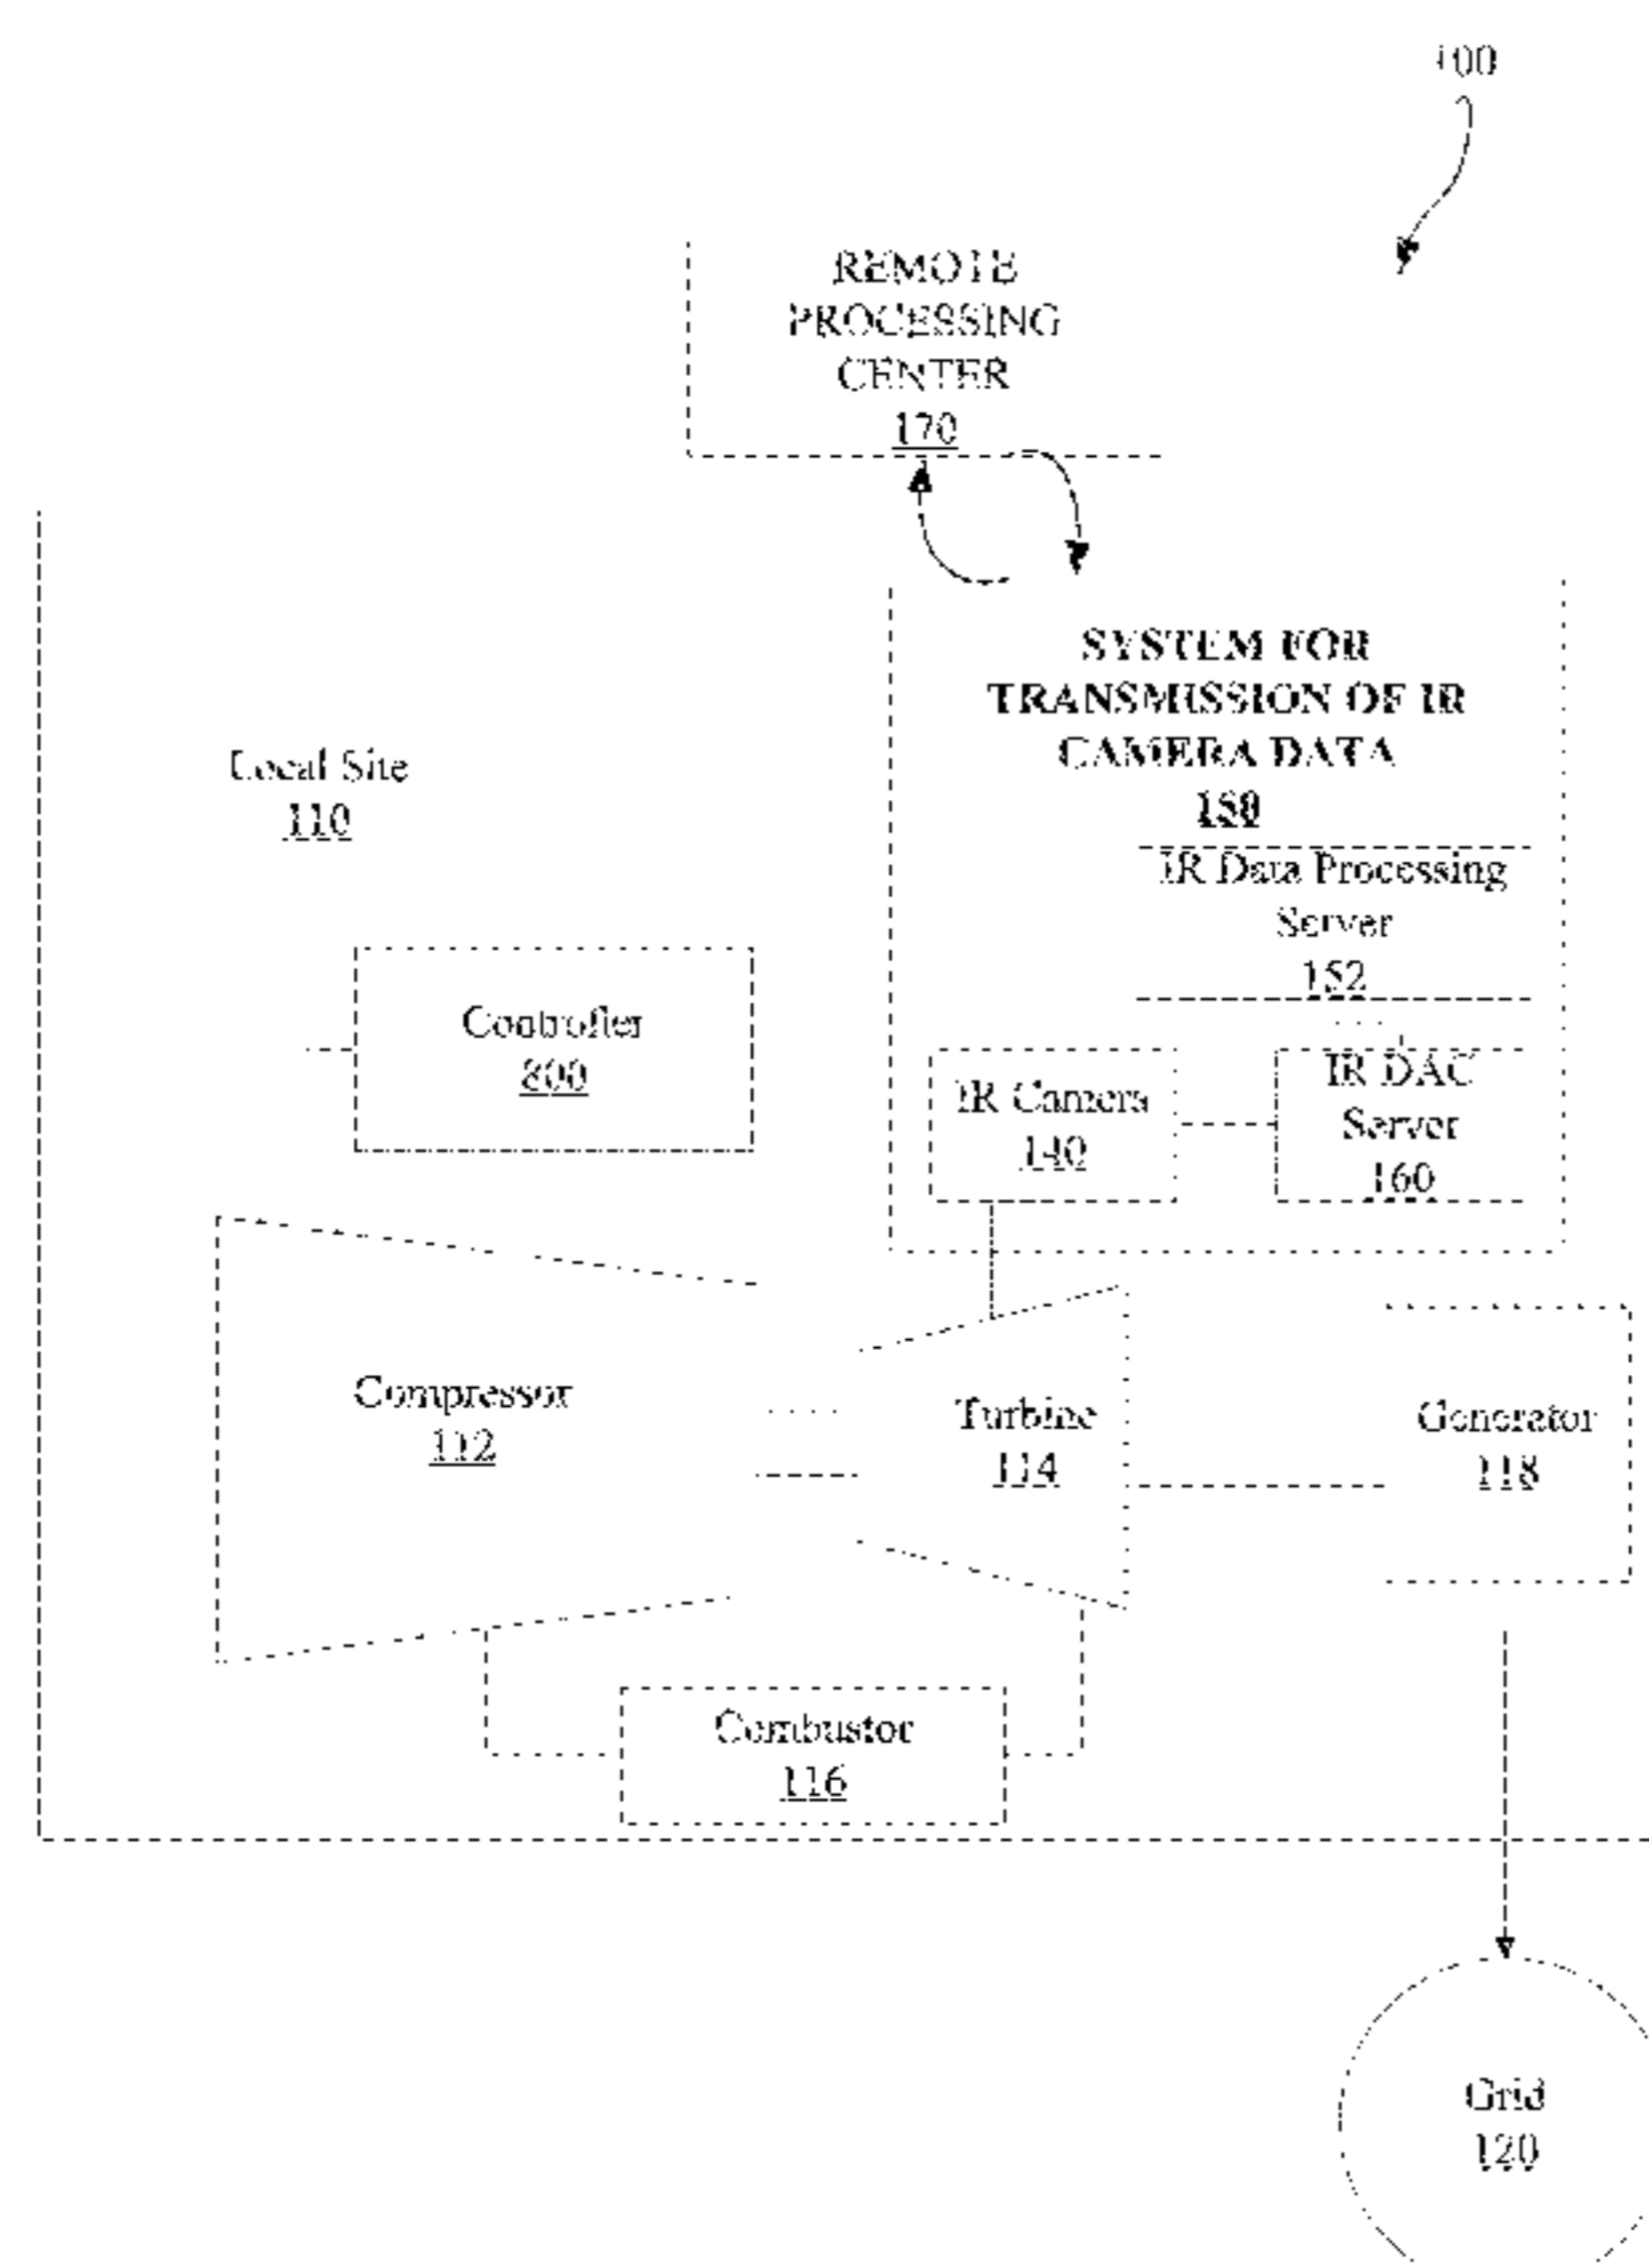 100
REMOTE
PROCESSING
CENTER
170
SYSTEM FOR
TRANSMISSION OF IR
CAMERA DATA
Local Site
110
IR Data Processing
Server
152
Controller
800
IR Camera
140
IR DAC
Server
160
Compressor
112
Turbine
114
Generator
118
Combustor
116
Grid
120